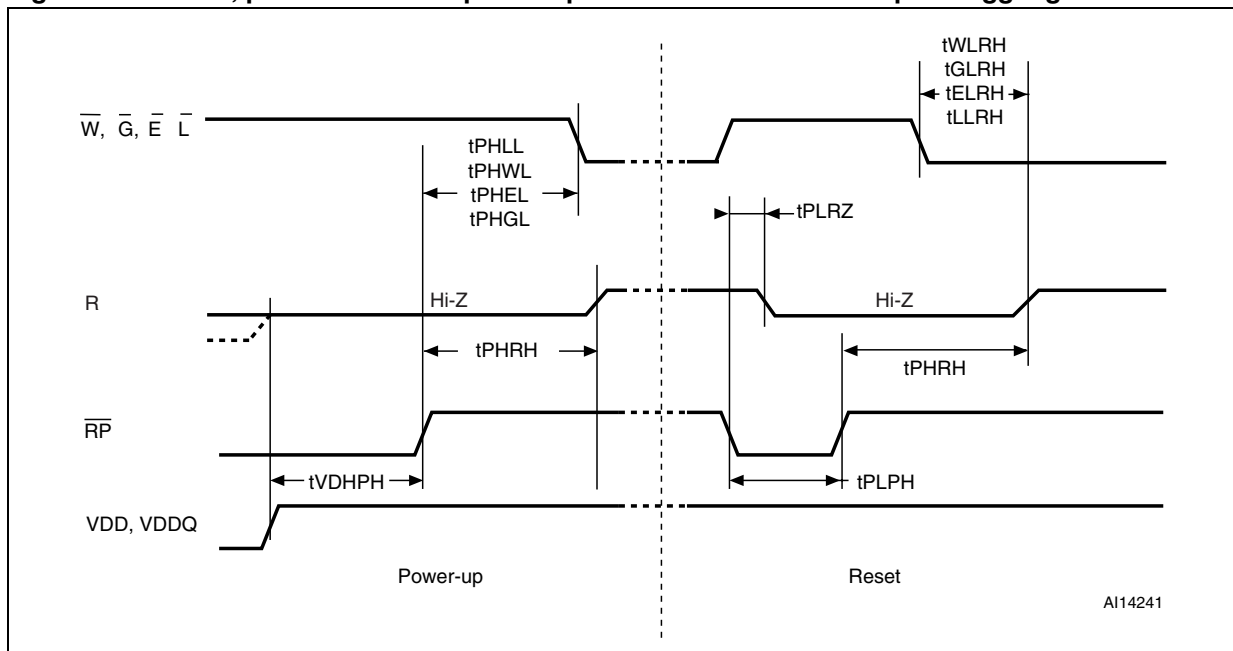 tWLRH
tGLRH
tELRH
tLLRH
W̅, G̅, E̅ L̅
tPHLL
tPHWL
tPHEL
tPHGL
tPLRZ
R
Hi-Z
Hi-Z
tPHRH
tPHRH
R̅P̅
tVDHPH
tPLPH
VDD, VDDQ
Power-up
Reset
AI14241